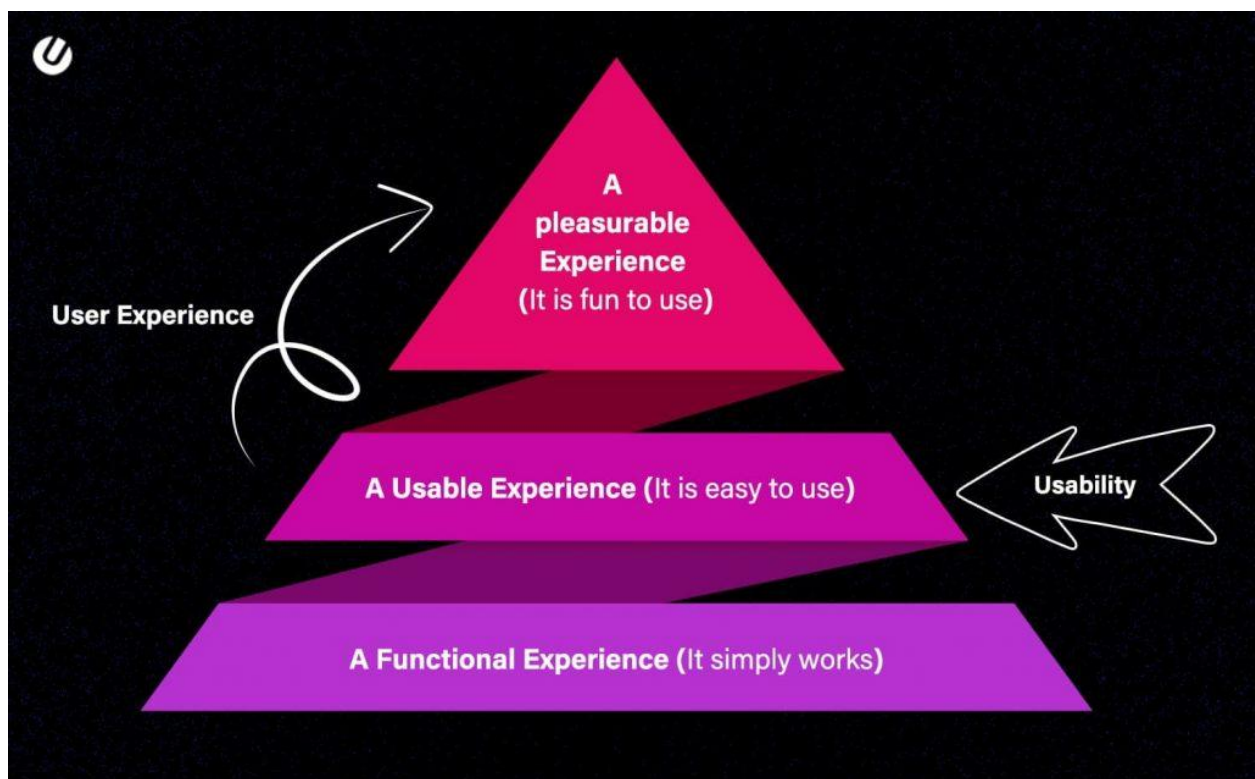 A
pleasurable
Experience
(It is fun to use)
User Experience
A Usable Experience (It is easy to use)
Usability
A Functional Experience (It simply works)